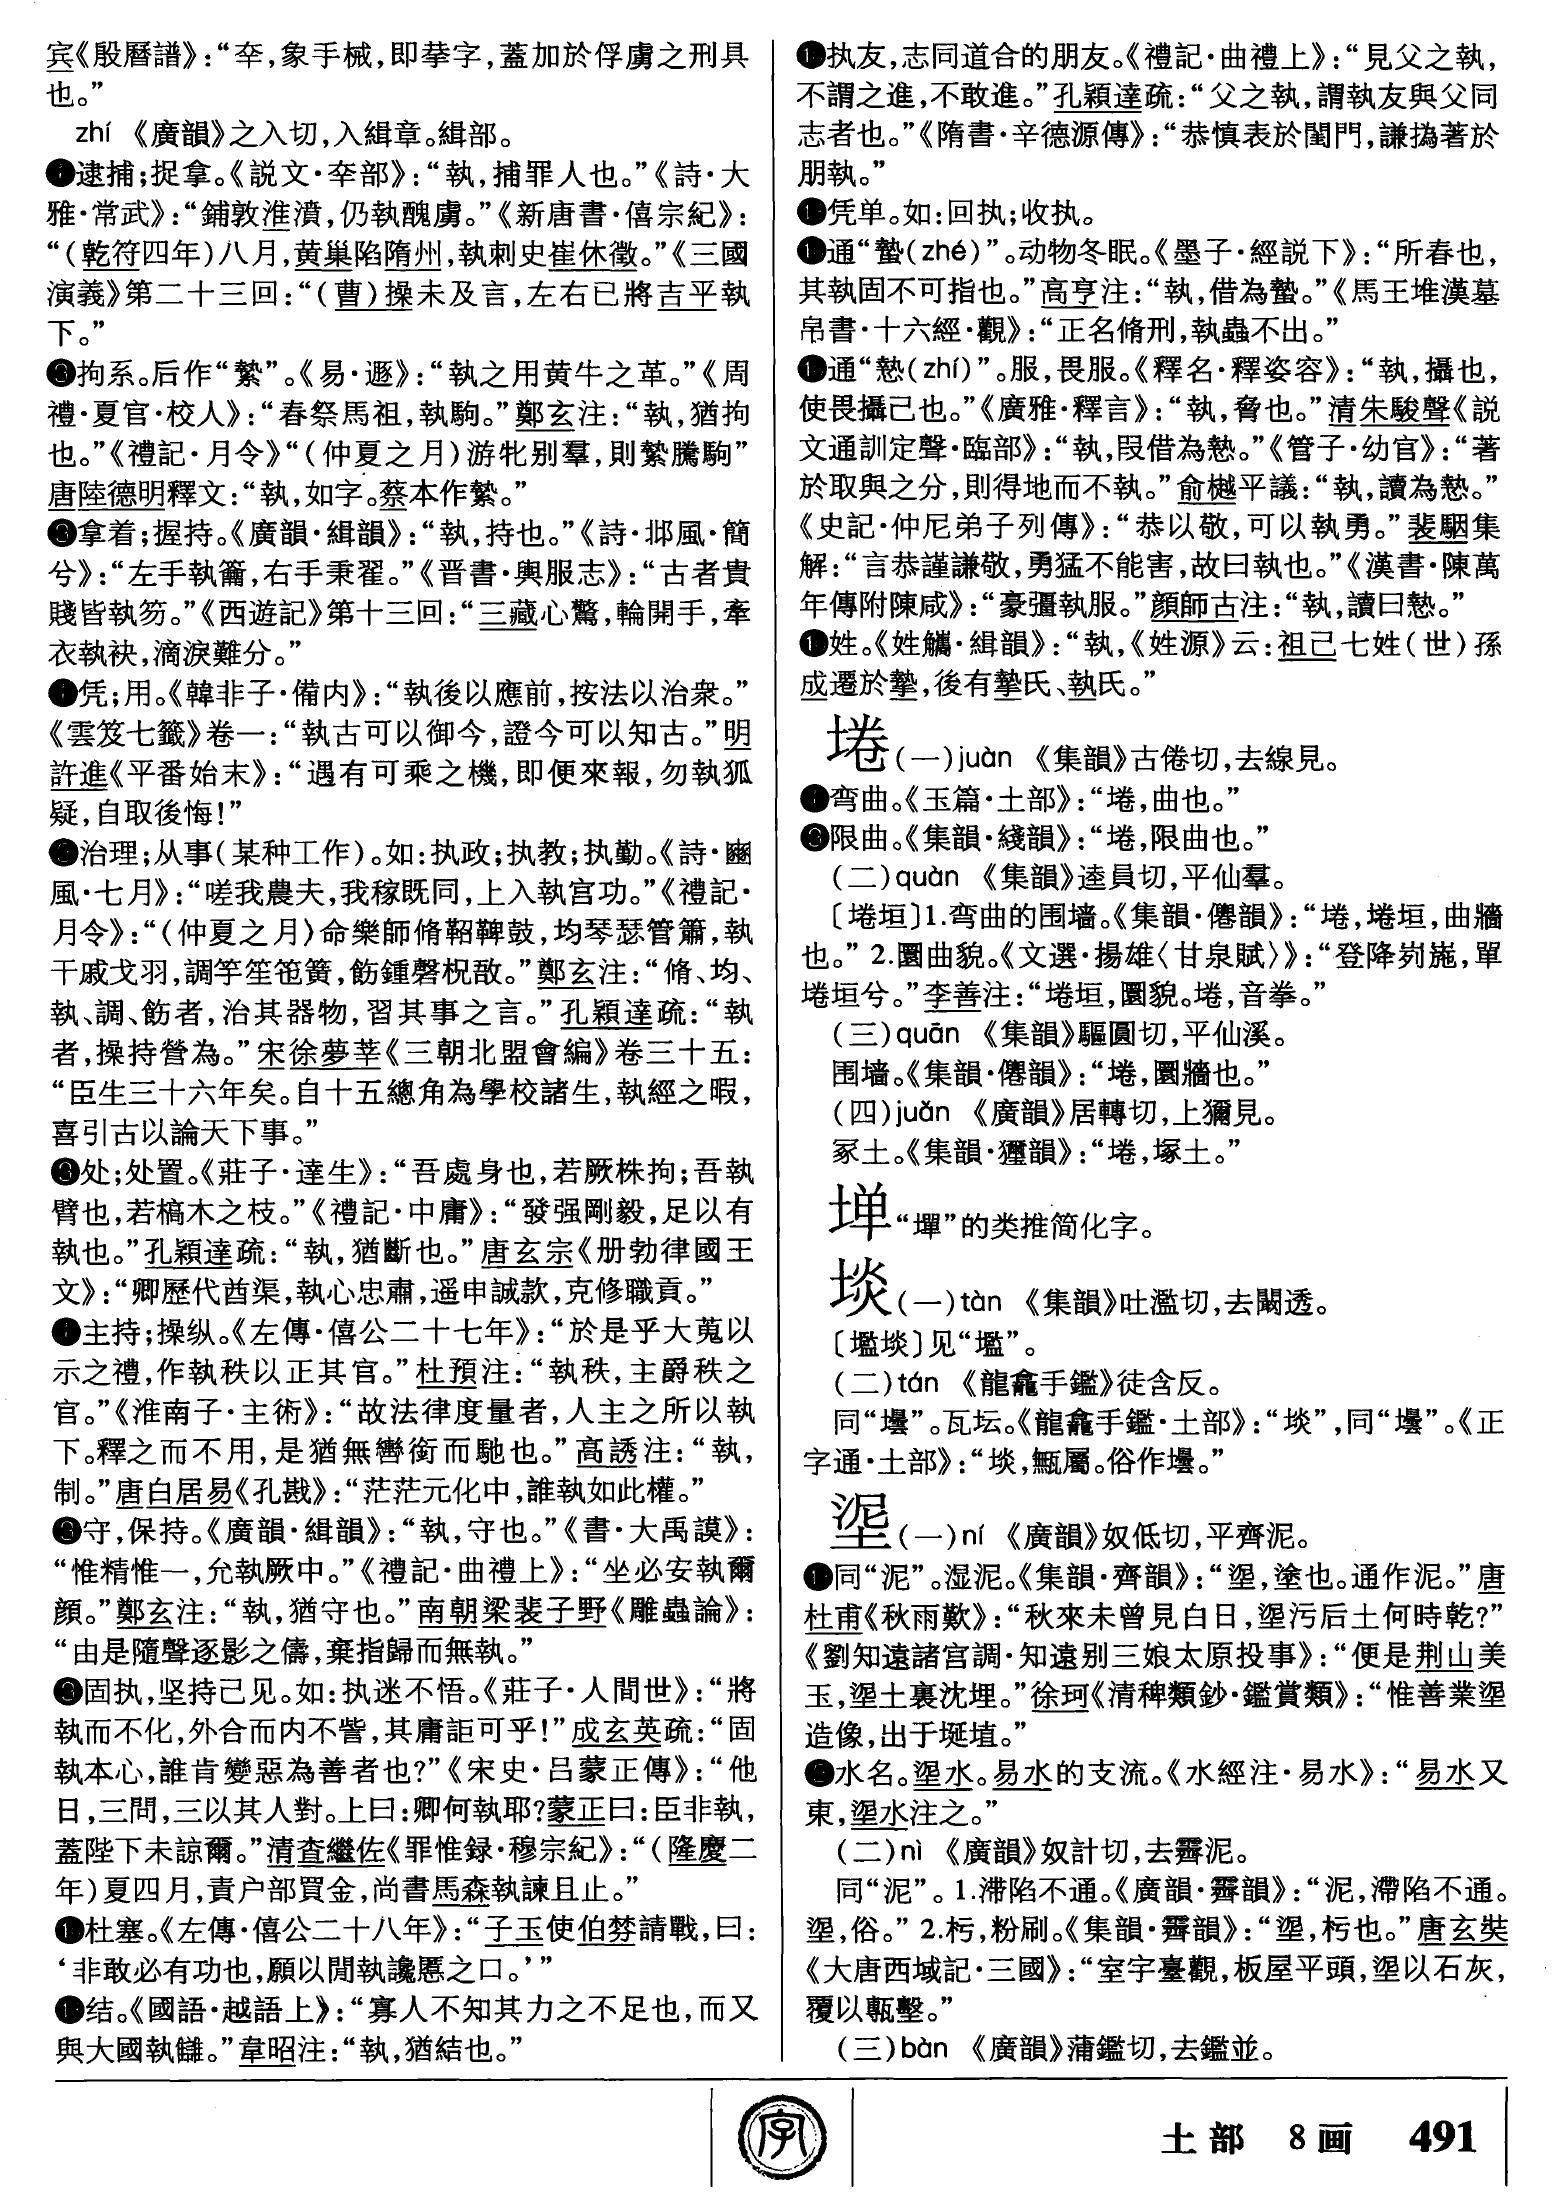 宾《殷曆譜》：“㚔，象手械，即拲字，蓋加於俘虜之刑具
也。”
zhí 《廣韻》之入切，入緝章。緝部。
❶逮捕；捉拿。《説文·㚔部》：“執，捕罪人也。”《詩·大
雅·常武》：“鋪敦淮濆，仍執醜虜。”《新唐書·僖宗紀》：
“（乾符四年）八月，黄巢陷隋州，執刺史崔休徵。”《三國
演義》第二十三回：“（曹）操未及言，左右已將吉平執
下。”
❷拘系。后作“縶”。《易·遯》：“執之用黄牛之革。”《周
禮·夏官·校人》：“春祭馬祖，執駒。”鄭玄注：“執，猶拘
也。”《禮記·月令》“（仲夏之月）游牝别羣，則縶騰駒”
唐陸德明釋文：“執，如字。蔡本作縶。”
❸拿着；握持。《廣韻·緝韻》：“執，持也。”《詩·邶風·簡
兮》：“左手執籥，右手秉翟。”《晋書·輿服志》：“古者貴
賤皆執笏。”《西遊記》第十三回：“三藏心驚，輪開手，牽
衣執袂，滴淚難分。”
❹凭；用。《韓非子·備内》：“執後以應前，按法以治衆。”
《雲笈七籤》卷一：“執古可以御今，證今可以知古。”明
許進《平番始末》：“遇有可乘之機，即便來報，勿執狐
疑，自取後悔！”
❺治理；从事（某种工作）。如：执政；执教；执勤。《詩·豳
風·七月》：“嗟我農夫，我稼既同，上入執宫功。”《禮記·
月令》：“（仲夏之月）命樂師脩鞀鞞鼓，均琴瑟管簫，執
干戚戈羽，調竽笙竾簧，飭鍾磬柷敔。”鄭玄注：“脩、均、
執、調、飭者，治其器物，習其事之言。”孔穎達疏：“執
者，操持營為。”宋徐夢莘《三朝北盟會編》卷三十五：
“臣生三十六年矣。自十五總角為學校諸生，執經之暇，
喜引古以論天下事。”
❻处；处置。《莊子·達生》：“吾處身也，若厥株拘；吾執
臂也，若槁木之枝。”《禮記·中庸》：“發强剛毅，足以有
執也。”孔穎達疏：“執，猶斷也。”唐玄宗《册勃律國王
文》：“卿歷代酋渠，執心忠肅，遥申誠款，克修職貢。”
❼主持；操纵。《左傳·僖公二十七年》：“於是乎大蒐以
示之禮，作執秩以正其官。”杜預注：“執秩，主爵秩之
官。”《淮南子·主術》：“故法律度量者，人主之所以執
下。釋之而不用，是猶無轡銜而馳也。”高誘注：“執，
制。”唐白居易《孔戡》：“茫茫元化中，誰執如此權。”
❽守，保持。《廣韻·緝韻》：“執，守也。”《書·大禹謨》：
“惟精惟一，允執厥中。”《禮記·曲禮上》：“坐必安執爾
顔。”鄭玄注：“執，猶守也。”南朝梁裴子野《雕蟲論》：
“由是隨聲逐影之儔，棄指歸而無執。”
❾固执，坚持己见。如：执迷不悟。《莊子·人間世》：“將
執而不化，外合而内不訾，其庸詎可乎！”成玄英疏：“固
執本心，誰肯變惡為善者也？”《宋史·吕蒙正傳》：“他
日，三問，三以其人對。上曰：卿何執耶？蒙正曰：臣非執，
蓋陛下未諒爾。”清查繼佐《罪惟録·穆宗紀》：“（隆慶二
年）夏四月，責户部買金，尚書馬森執諫且止。”
❿杜塞。《左傳·僖公二十八年》：“子玉使伯棼請戰，曰：
‘非敢必有功也，願以閒執讒慝之口。’”
⓫结。《國語·越語上》：“寡人不知其力之不足也，而又
與大國執讎。”韋昭注：“執，猶結也。”
⓬执友，志同道合的朋友。《禮記·曲禮上》：“見父之執，
不謂之進，不敢進。”孔穎達疏：“父之執，謂執友與父同
志者也。”《隋書·辛德源傳》：“恭慎表於閨門，謙撝著於
朋執。”
⓭凭单。如：回执；收执。
⓮通“蟄（zhé）”。动物冬眠。《墨子·經説下》：“所春也，
其執固不可指也。”高亨注：“執，借為蟄。”《馬王堆漢墓
帛書·十六經·觀》：“正名脩刑，執蟲不出。”
⓯通“慹（zhí）”。服，畏服。《釋名·釋姿容》：“執，攝也，
使畏攝己也。”《廣雅·釋言》：“執，脅也。”清朱駿聲《説
文通訓定聲·臨部》：“執，叚借為慹。”《管子·幼官》：“著
於取與之分，則得地而不執。”俞樾平議：“執，讀為慹。”
《史記·仲尼弟子列傳》：“恭以敬，可以執勇。”裴駰集
解：“言恭謹謙敬，勇猛不能害，故曰執也。”《漢書·陳萬
年傳附陳咸》：“豪彊執服。”顔師古注：“執，讀曰慹。”
⓰姓。《姓觿·緝韻》：“執，《姓源》云：祖己七姓（世）孫
成遷於摯，後有摯氏、執氏。”
埢（一）juàn 《集韻》古倦切，去線見。
❶弯曲。《玉篇·土部》：“埢，曲也。”
❷限曲。《集韻·綫韻》：“埢，限曲也。”
（二）quàn 《集韻》逵員切，平仙羣。
〔埢垣〕1.弯曲的围墙。《集韻·僊韻》：“埢，埢垣，曲牆
也。” 2.圜曲貌。《文選·揚雄〈甘泉賦〉》：“登降峛崺，單
埢垣兮。”李善注：“埢垣，圜貌。埢，音拳。”
（三）quān 《集韻》驅圓切，平仙溪。
围墙。《集韻·僊韻》：“埢，圜牆也。”
（四）juǎn 《廣韻》居轉切，上獮見。
冢土。《集韻·獮韻》：“埢，塚土。”
墠“墠”的类推简化字。
埮（一）tàn 《集韻》吐濫切，去闞透。
〔壏埮〕见“壏”。
（二）tán 《龍龕手鑑》徒含反。
同“壜”。瓦坛。《龍龕手鑑·土部》：“埮”，同“壜”。《正
字通·土部》：“埮，甒屬。俗作壜。”
埿（一）ní 《廣韻》奴低切，平齊泥。
❶同“泥”。湿泥。《集韻·齊韻》：“埿，塗也。通作泥。”唐
杜甫《秋雨歎》：“秋來未曾見白日，埿污后土何時乾？”
《劉知遠諸宫調·知遠别三娘太原投事》：“便是荆山美
玉，埿土裏沈埋。”徐珂《清稗類鈔·鑑賞類》：“惟善業埿
造像，出于埏埴。”
❷水名。埿水。易水的支流。《水經注·易水》：“易水又
東，埿水注之。”
（二）nì 《廣韻》奴計切，去霽泥。
同“泥”。1.滞陷不通。《廣韻·霽韻》：“泥，滯陷不通。
埿，俗。” 2.杇，粉刷。《集韻·霽韻》：“埿，杇也。”唐玄奘
《大唐西域記·三國》：“室宇臺觀，板屋平頭，埿以石灰，
覆以甎墼。”
（三）bàn 《廣韻》蒲鑑切，去鑑並。
字
土部 8画 491